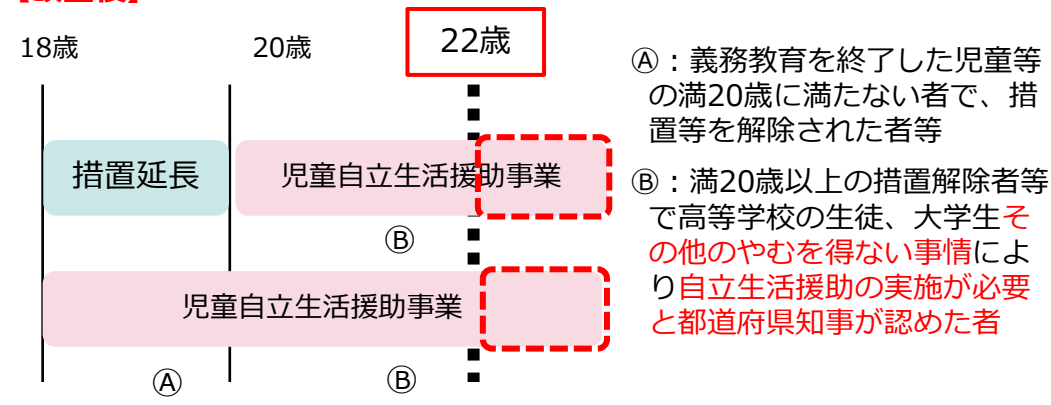 18歳
20歳
22歳
措置延長
児童自立生活援助事業
Ⓑ
児童自立生活援助事業
Ⓐ
Ⓑ
Ⓐ：義務教育を終了した児童等
の満20歳に満たない者で、措
置等を解除された者等
Ⓑ：満20歳以上の措置解除者等
で高等学校の生徒、大学生そ
の他のやむを得ない事情によ
り自立生活援助の実施が必要
と都道府県知事が認めた者